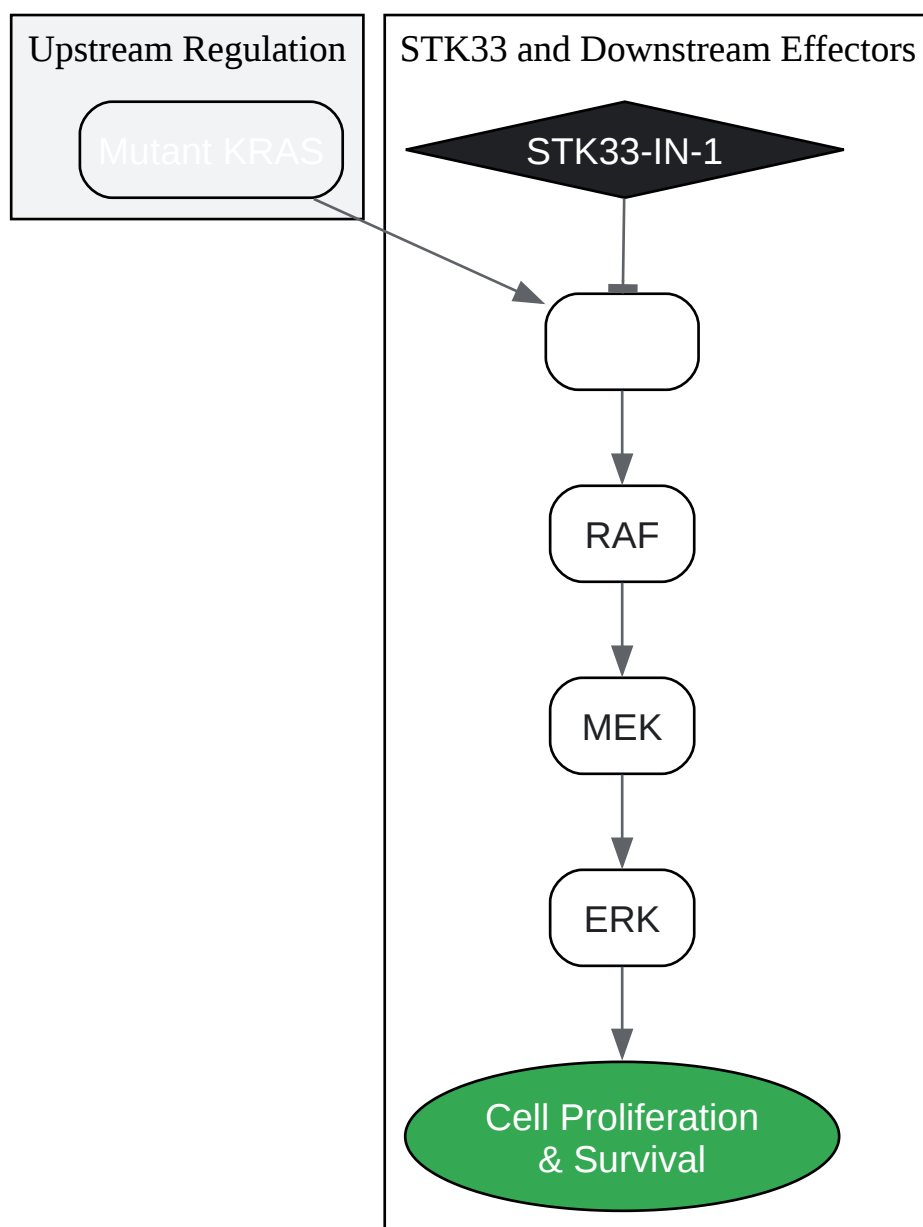 Upstream Regulation
STK33 and Downstream Effectors
Mutant KRAS
STK33-IN-1
RAF
MEK
ERK
Cell Proliferation
& Survival